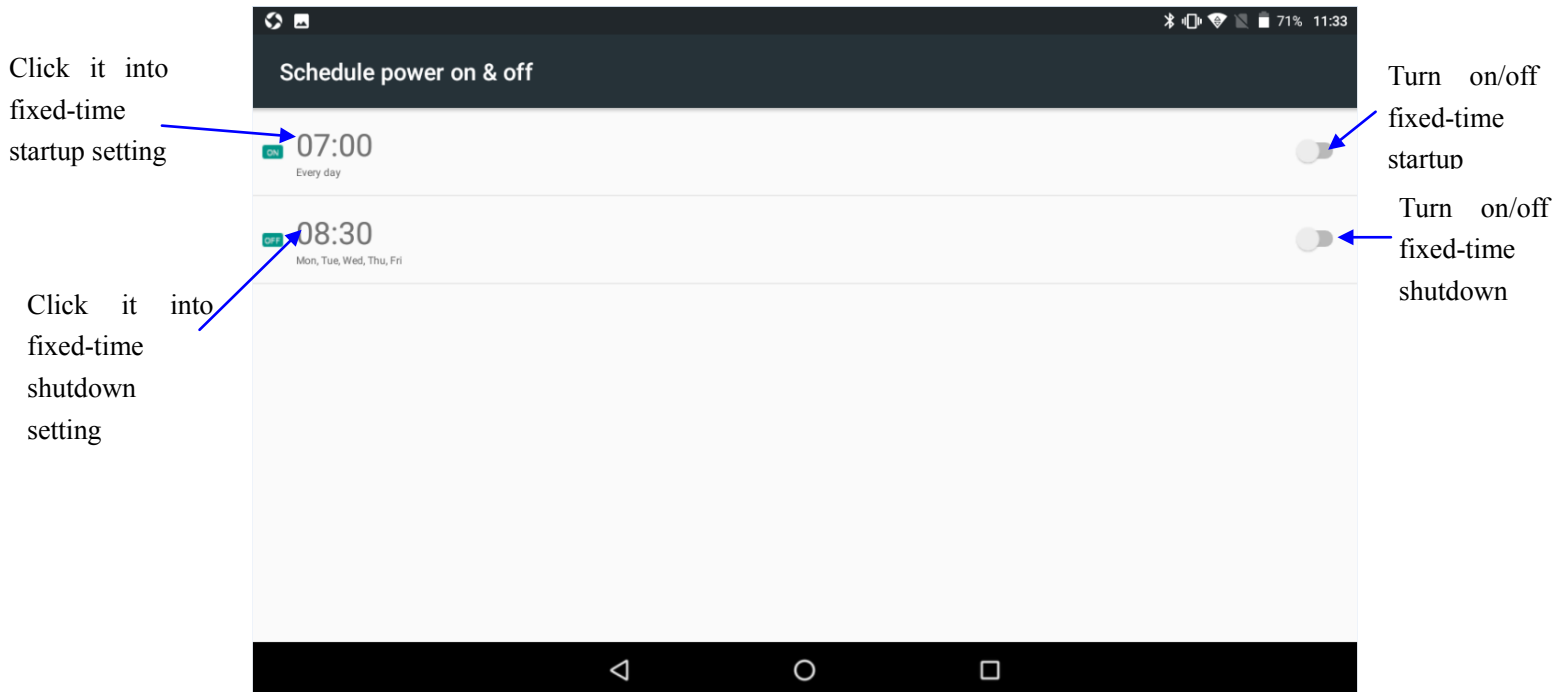 71% 11:33
Schedule power on & off
Click it into
fixed-time
startup setting
ON 07:00
Every day
Turn on/off
fixed-time
startup
OFF 08:30
Mon, Tue, Wed, Thu, Fri
Turn on/off
fixed-time
shutdown
Click it into
fixed-time
shutdown
setting